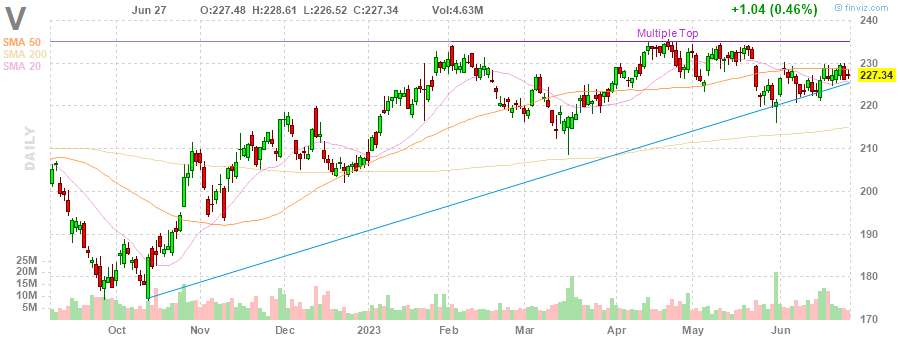 V Jun 27 O:227.48 H:228.61 L:226.52 C:227.34 Vol:4.63M +1.04 (0.46%) © finviz.com
SMA 50
SMA 200
SMA 20
Multiple Top
DAILY
240
230
227.34
220
210
200
190
180
170
25M
20M
15M
10M
5M
Oct Nov Dec 2023 Feb Mar Apr May Jun